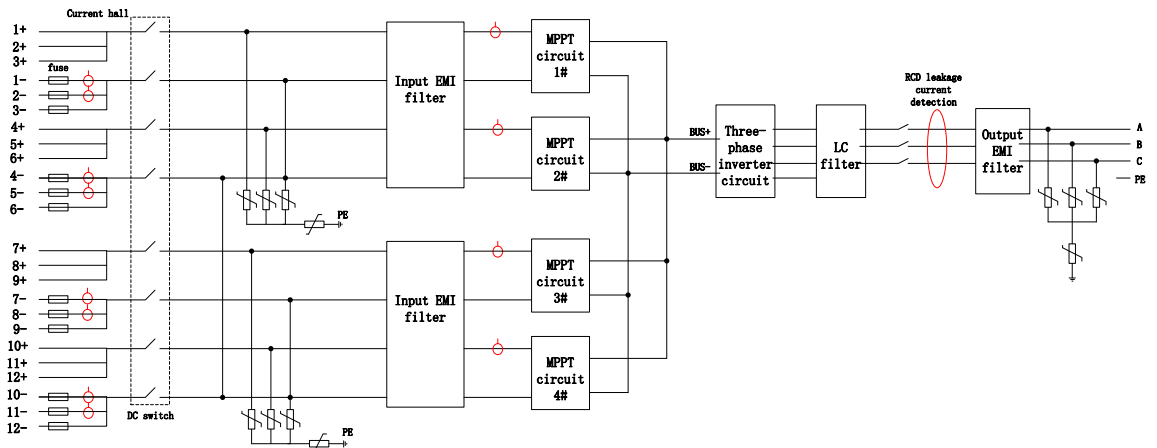 Current hall
1+
2+
3+
fuse
1-
2-
3-
4+
5+
6+
4-
5-
6-
7+
8+
9+
7-
8-
9-
10+
11+
12+
10-
11-
12-
DC switch
PE
PE
Input EMI
filter
Input EMI
filter
MPPT
circuit
1#
MPPT
circuit
2#
MPPT
circuit
3#
MPPT
circuit
4#
BUS+
BUS-
Three-
phase
inverter
circuit
LC
filter
RCD leakage
current
detection
Output
EMI
filter
A
B
C
PE